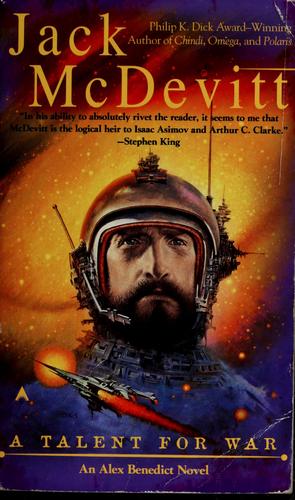 Jack
McDevitt
Philip K. Dick Award–Winning
Author of Chindi, Omega, and Polaris
"In his ability to absolutely rivet the reader, it seems to me that
McDevitt is the logical heir to Isaac Asimov and Arthur C. Clarke."
—Stephen King
A TALENT FOR WAR
An Alex Benedict Novel